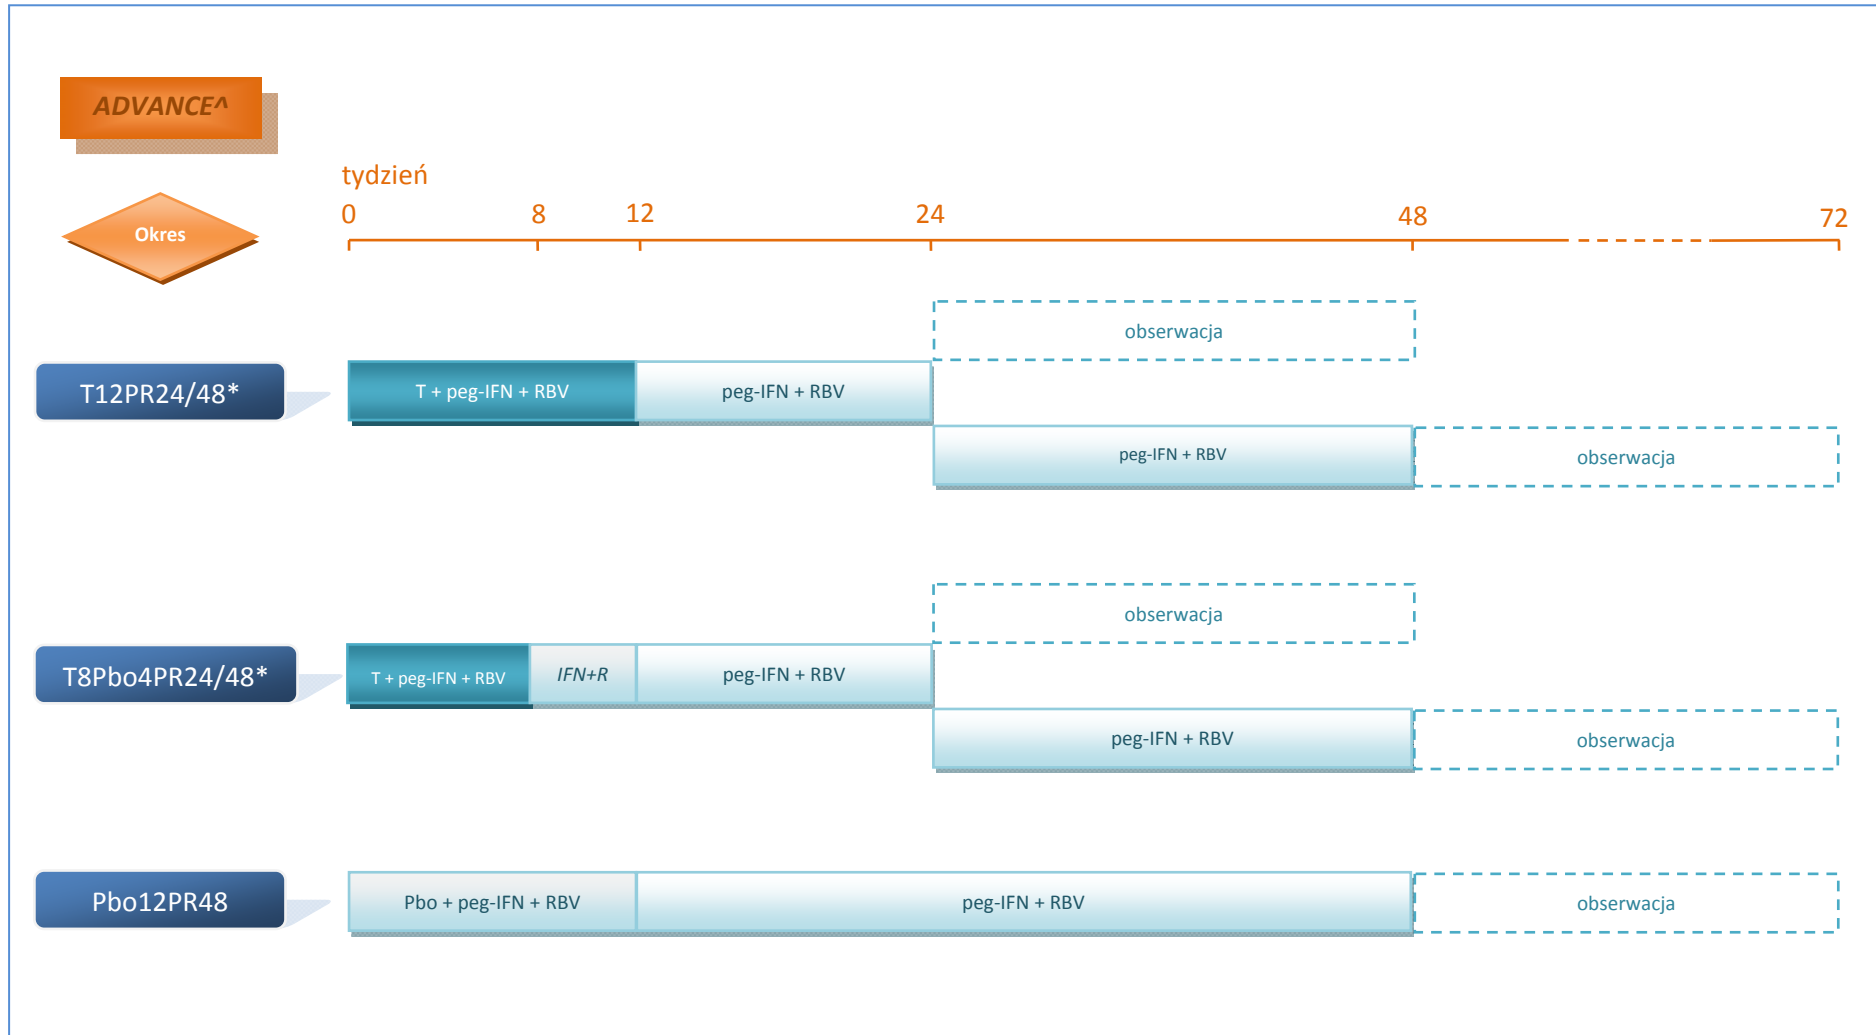 ADVANCE^
tydzień
0 8 12 24 48 72
Okres
obserwacja
T12PR24/48*
T + peg-IFN + RBV
peg-IFN + RBV
peg-IFN + RBV
obserwacja
obserwacja
T8Pbo4PR24/48*
T + peg-IFN + RBV
IFN+R
peg-IFN + RBV
peg-IFN + RBV
obserwacja
Pbo12PR48
Pbo + peg-IFN + RBV
peg-IFN + RBV
obserwacja